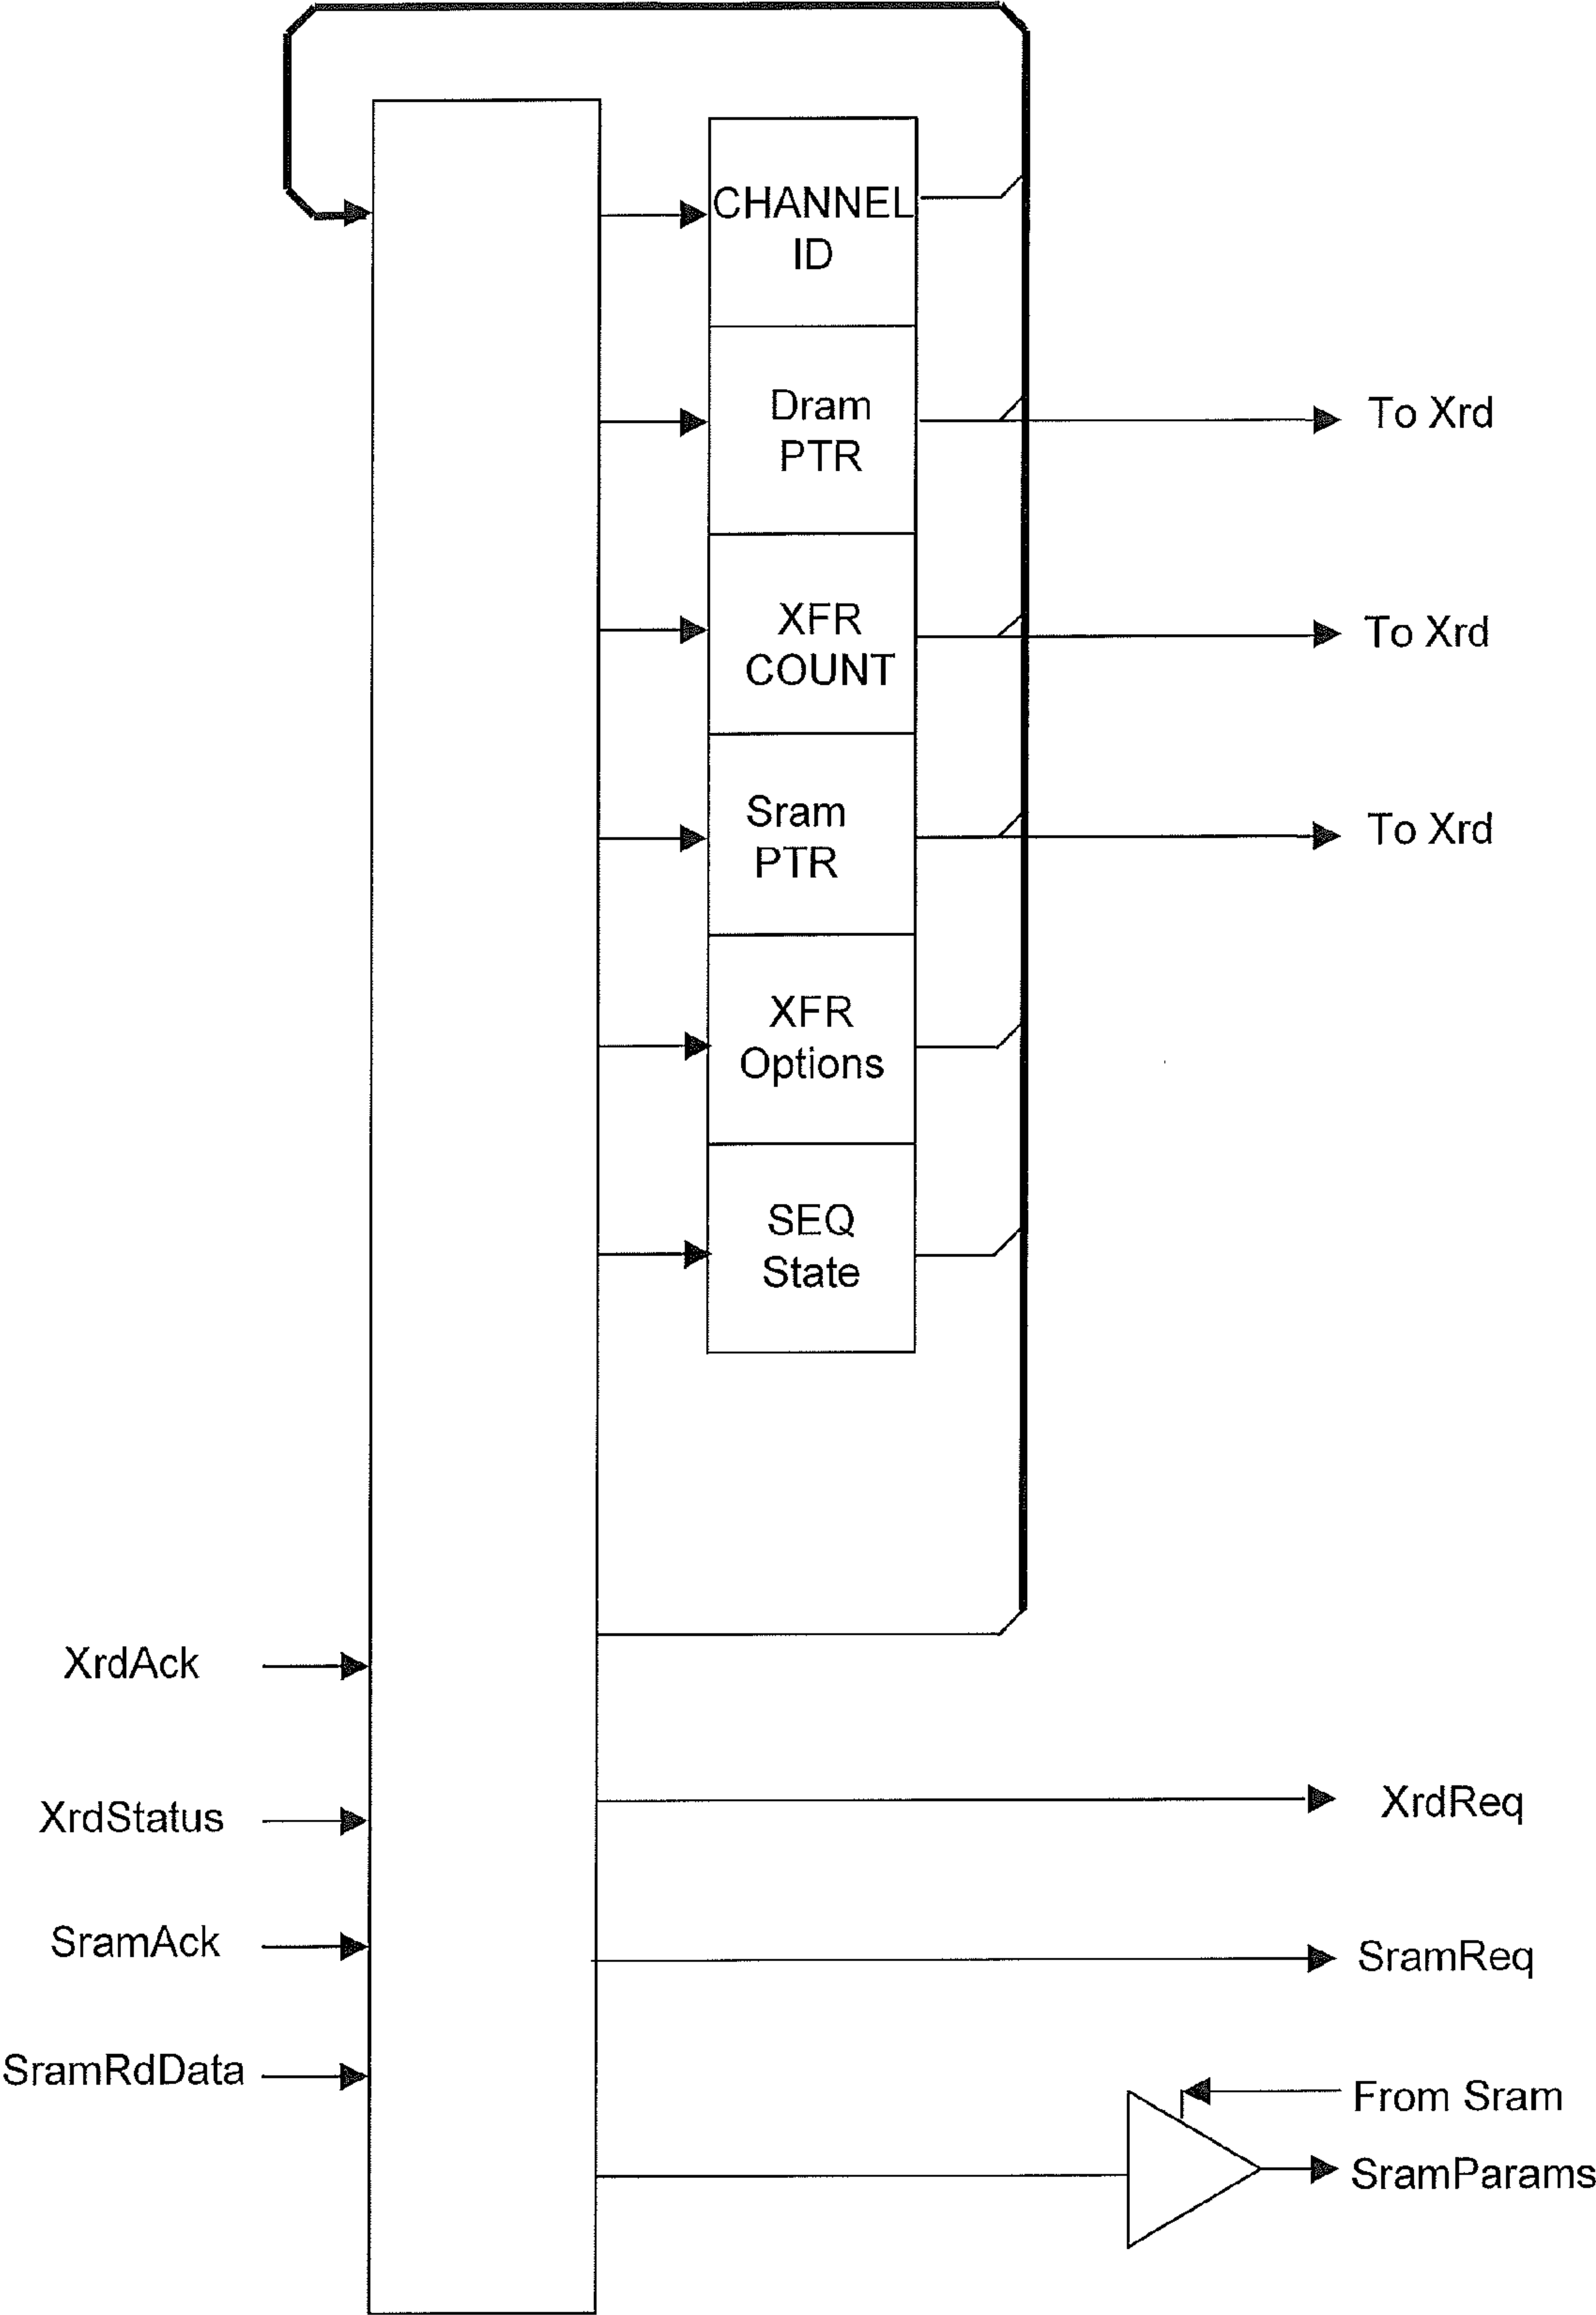 CHANNEL
ID
Dram
PTR
To Xrd
XFR
COUNT
To Xrd
Sram
PTR
To Xrd
XFR
Options
SEQ
State
XrdAck
XrdStatus
XrdReq
SramAck
SramReq
SramRdData
From Sram
SramParams